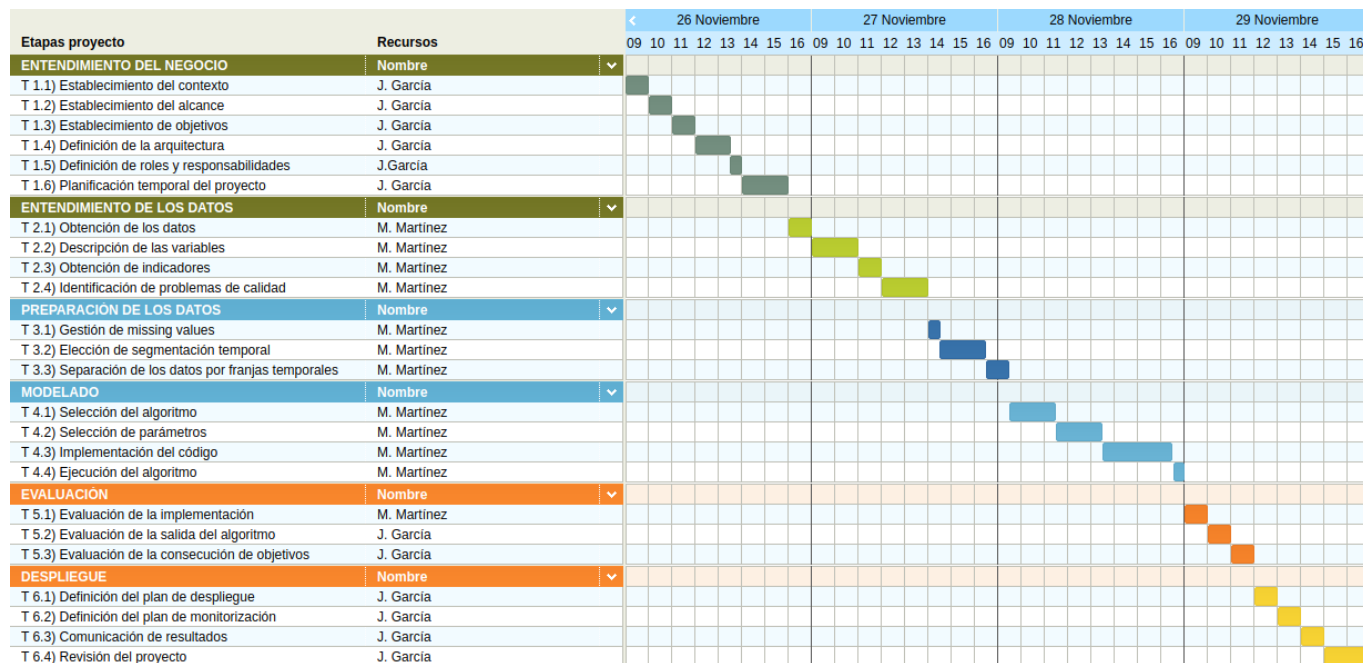 26 Noviembre 27 Noviembre 28 Noviembre 29 Noviembre
Etapas proyecto Recursos 09 10 11 12 13 14 15 16 09 10 11 12 13 14 15 16 09 10 11 12 13 14 15 16 09 10 11 12 13 14 15 16
ENTENDIMIENTO DEL NEGOCIO Nombre
T 1.1) Establecimiento del contexto J. García
T 1.2) Establecimiento del alcance J. García
T 1.3) Establecimiento de objetivos J. García
T 1.4) Definición de la arquitectura J. García
T 1.5) Definición de roles y responsabilidades J.García
T 1.6) Planificación temporal del proyecto J. García
ENTENDIMIENTO DE LOS DATOS Nombre
T 2.1) Obtención de los datos M. Martínez
T 2.2) Descripción de las variables M. Martínez
T 2.3) Obtención de indicadores M. Martínez
T 2.4) Identificación de problemas de calidad M. Martínez
PREPARACIÓN DE LOS DATOS Nombre
T 3.1) Gestión de missing values M. Martínez
T 3.2) Elección de segmentación temporal M. Martínez
T 3.3) Separación de los datos por franjas temporales M. Martínez
MODELADO Nombre
T 4.1) Selección del algoritmo M. Martínez
T 4.2) Selección de parámetros M. Martínez
T 4.3) Implementación del código M. Martínez
T 4.4) Ejecución del algoritmo M. Martínez
EVALUACIÓN Nombre
T 5.1) Evaluación de la implementación M. Martínez
T 5.2) Evaluación de la salida del algoritmo J. García
T 5.3) Evaluación de la consecución de objetivos J. García
DESPLIEGUE Nombre
T 6.1) Definición del plan de despliegue J. García
T 6.2) Definición del plan de monitorización J. García
T 6.3) Comunicación de resultados J. García
T 6.4) Revisión del proyecto J. García